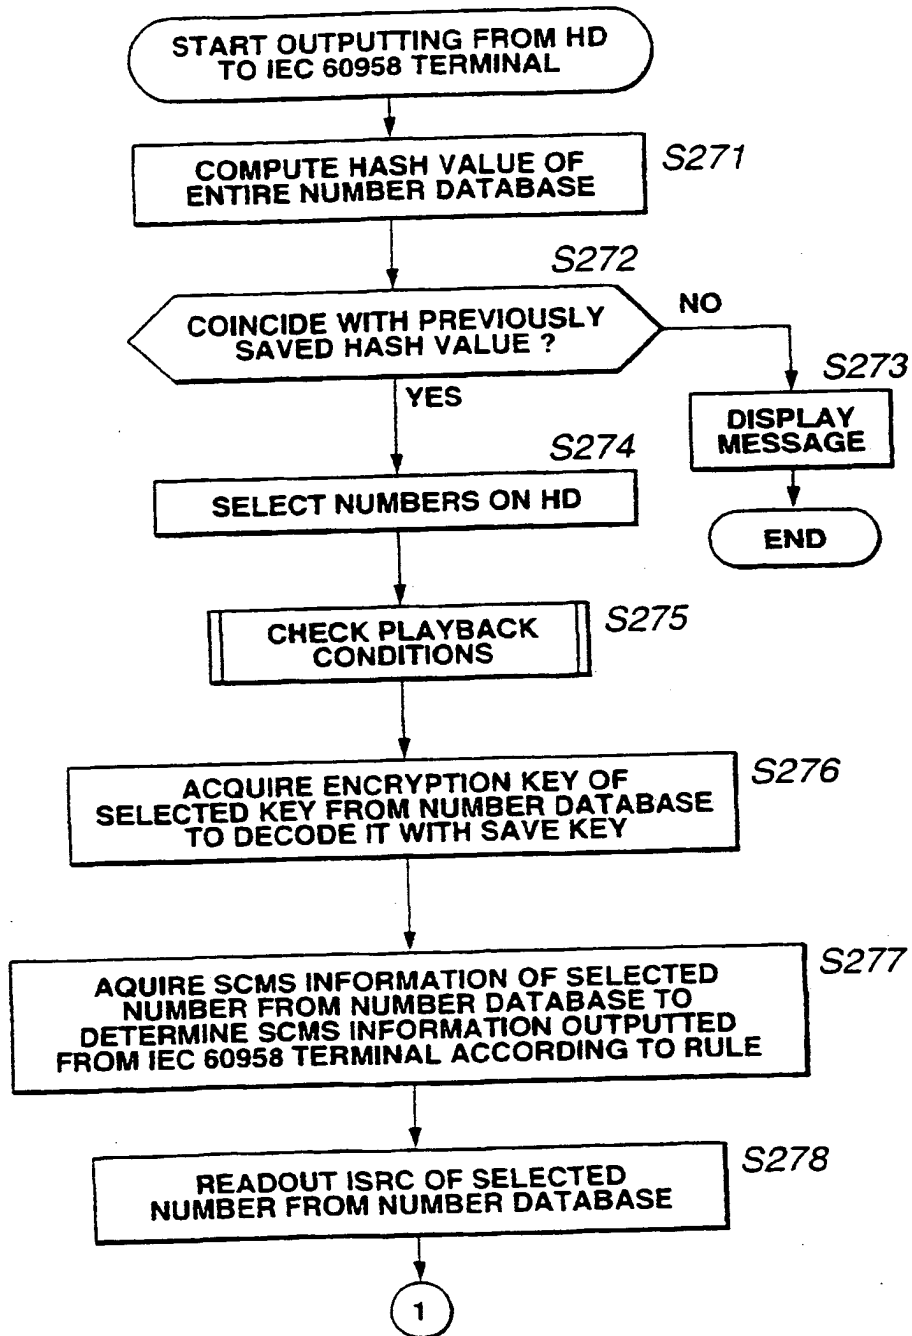 START OUTPUTTING FROM HD
TO IEC 60958 TERMINAL
COMPUTE HASH VALUE OF
ENTIRE NUMBER DATABASE
S271
S272
COINCIDE WITH PREVIOUSLY
SAVED HASH VALUE ?
NO
YES
S273
DISPLAY
MESSAGE
END
S274
SELECT NUMBERS ON HD
S275
CHECK PLAYBACK
CONDITIONS
S276
ACQUIRE ENCRYPTION KEY OF
SELECTED KEY FROM NUMBER DATABASE
TO DECODE IT WITH SAVE KEY
S277
AQUIRE SCMS INFORMATION OF SELECTED
NUMBER FROM NUMBER DATABASE TO
DETERMINE SCMS INFORMATION OUTPUTTED
FROM IEC 60958 TERMINAL ACCORDING TO RULE
S278
READOUT ISRC OF SELECTED
NUMBER FROM NUMBER DATABASE
1